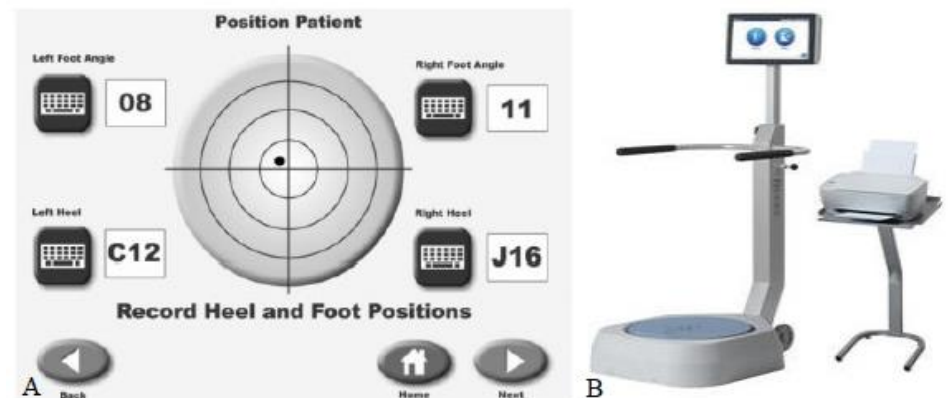 Position Patient
Left Foot Angle
08
Right Foot Angle
11
Left Heel
C12
Right Heel
J16
Record Heel and Foot Positions
Back
Home
Next
A
B